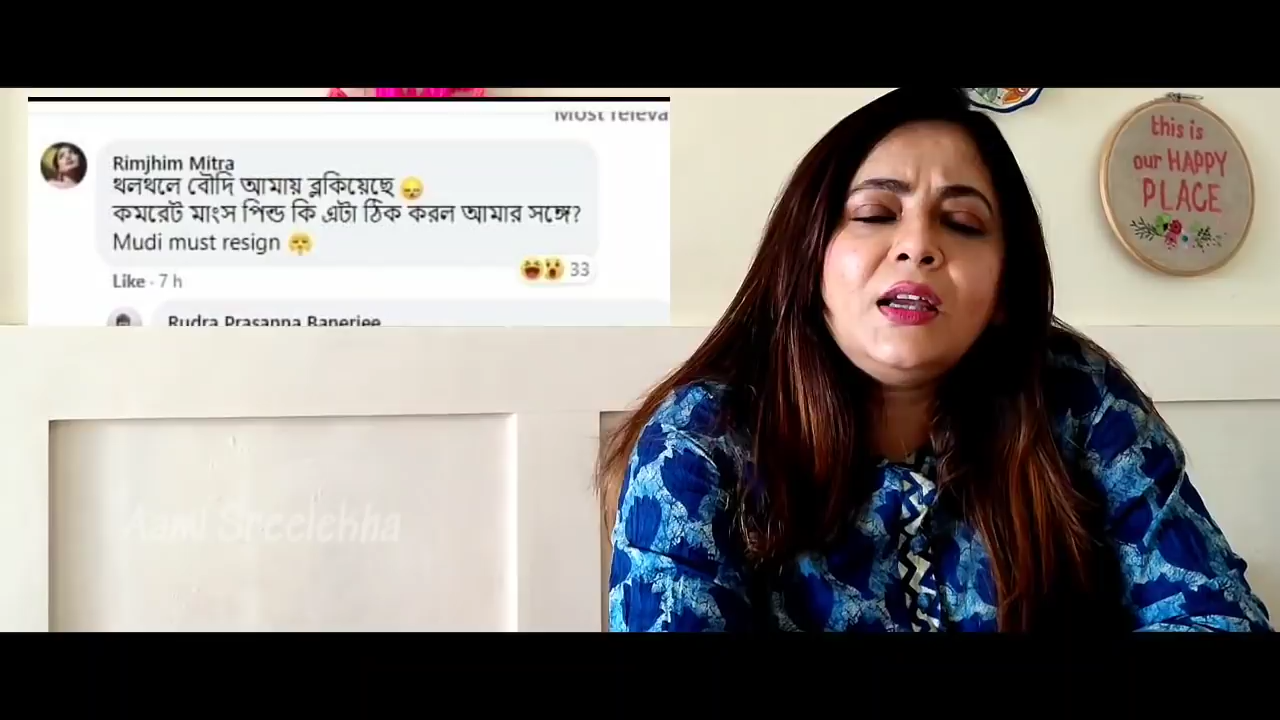 Most releva
Rimjhim Mitra
থলথলে বৌদি আমায় ব্লকিয়েছে 😔
কমরেট মাংস পিন্ড কি এটা ঠিক করল আমার সঙ্গে?
Mudi must resign 😤
Like · 7 h
33
Rudra Prasanna Banerjee
this is
our HAPPY
PLACE
Aami Sreelekha